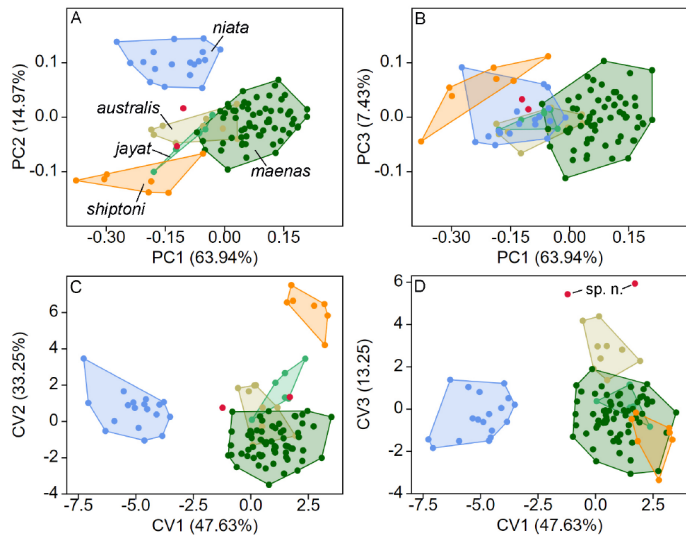 A
niata
australis
jayat
shiptoni
maenas
0.1
0.0
-0.1
PC2 (14.97%)
-0.30 -0.15 0.00 0.15
PC1 (63.94%)
B
0.1
0.0
-0.1
PC3 (7.43%)
-0.30 -0.15 0.00 0.15
PC1 (63.94%)
C
6
4
2
0
-2
-4
CV2 (33.25%)
-7.5 -5.0 -2.5 0.0 2.5
CV1 (47.63%)
D
sp. n.
6
4
2
0
-2
-4
CV3 (13.25)
-7.5 -5.0 -2.5 0.0 2.5
CV1 (47.63%)